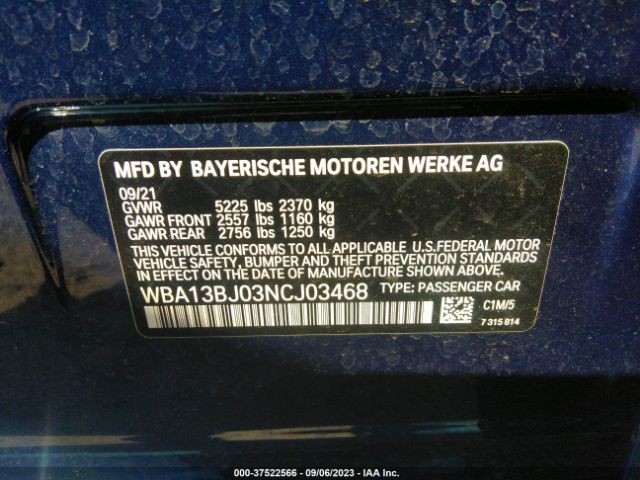 MFD BY BAYERISCHE MOTOREN WERKE AG
09/21
GVWR 5225 lbs 2370 kg
GAWR FRONT 2557 lbs 1160 kg
GAWR REAR 2756 lbs 1250 kg
THIS VEHICLE CONFORMS TO ALL APPLICABLE U.S.FEDERAL MOTOR
VEHICLE SAFETY, BUMPER AND THEFT PREVENTION STANDARDS
IN EFFECT ON THE DATE OF MANUFACTURE SHOWN ABOVE.
WBA13BJ03NCJ03468 TYPE: PASSENGER CAR
C1M/5
7315814
000-37522566 - 09/06/2023 - IAA Inc.